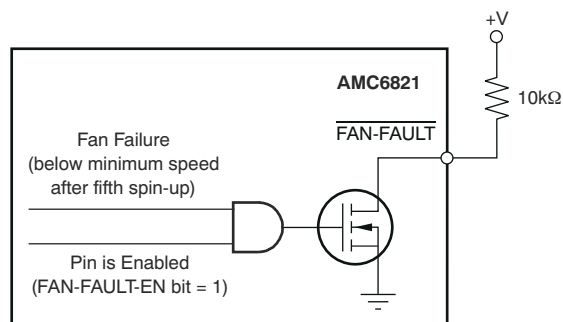 +V
AMC6821
10kΩ
FAN-FAULT
Fan Failure
(below minimum speed
after fifth spin-up)
Pin is Enabled
(FAN-FAULT-EN bit = 1)